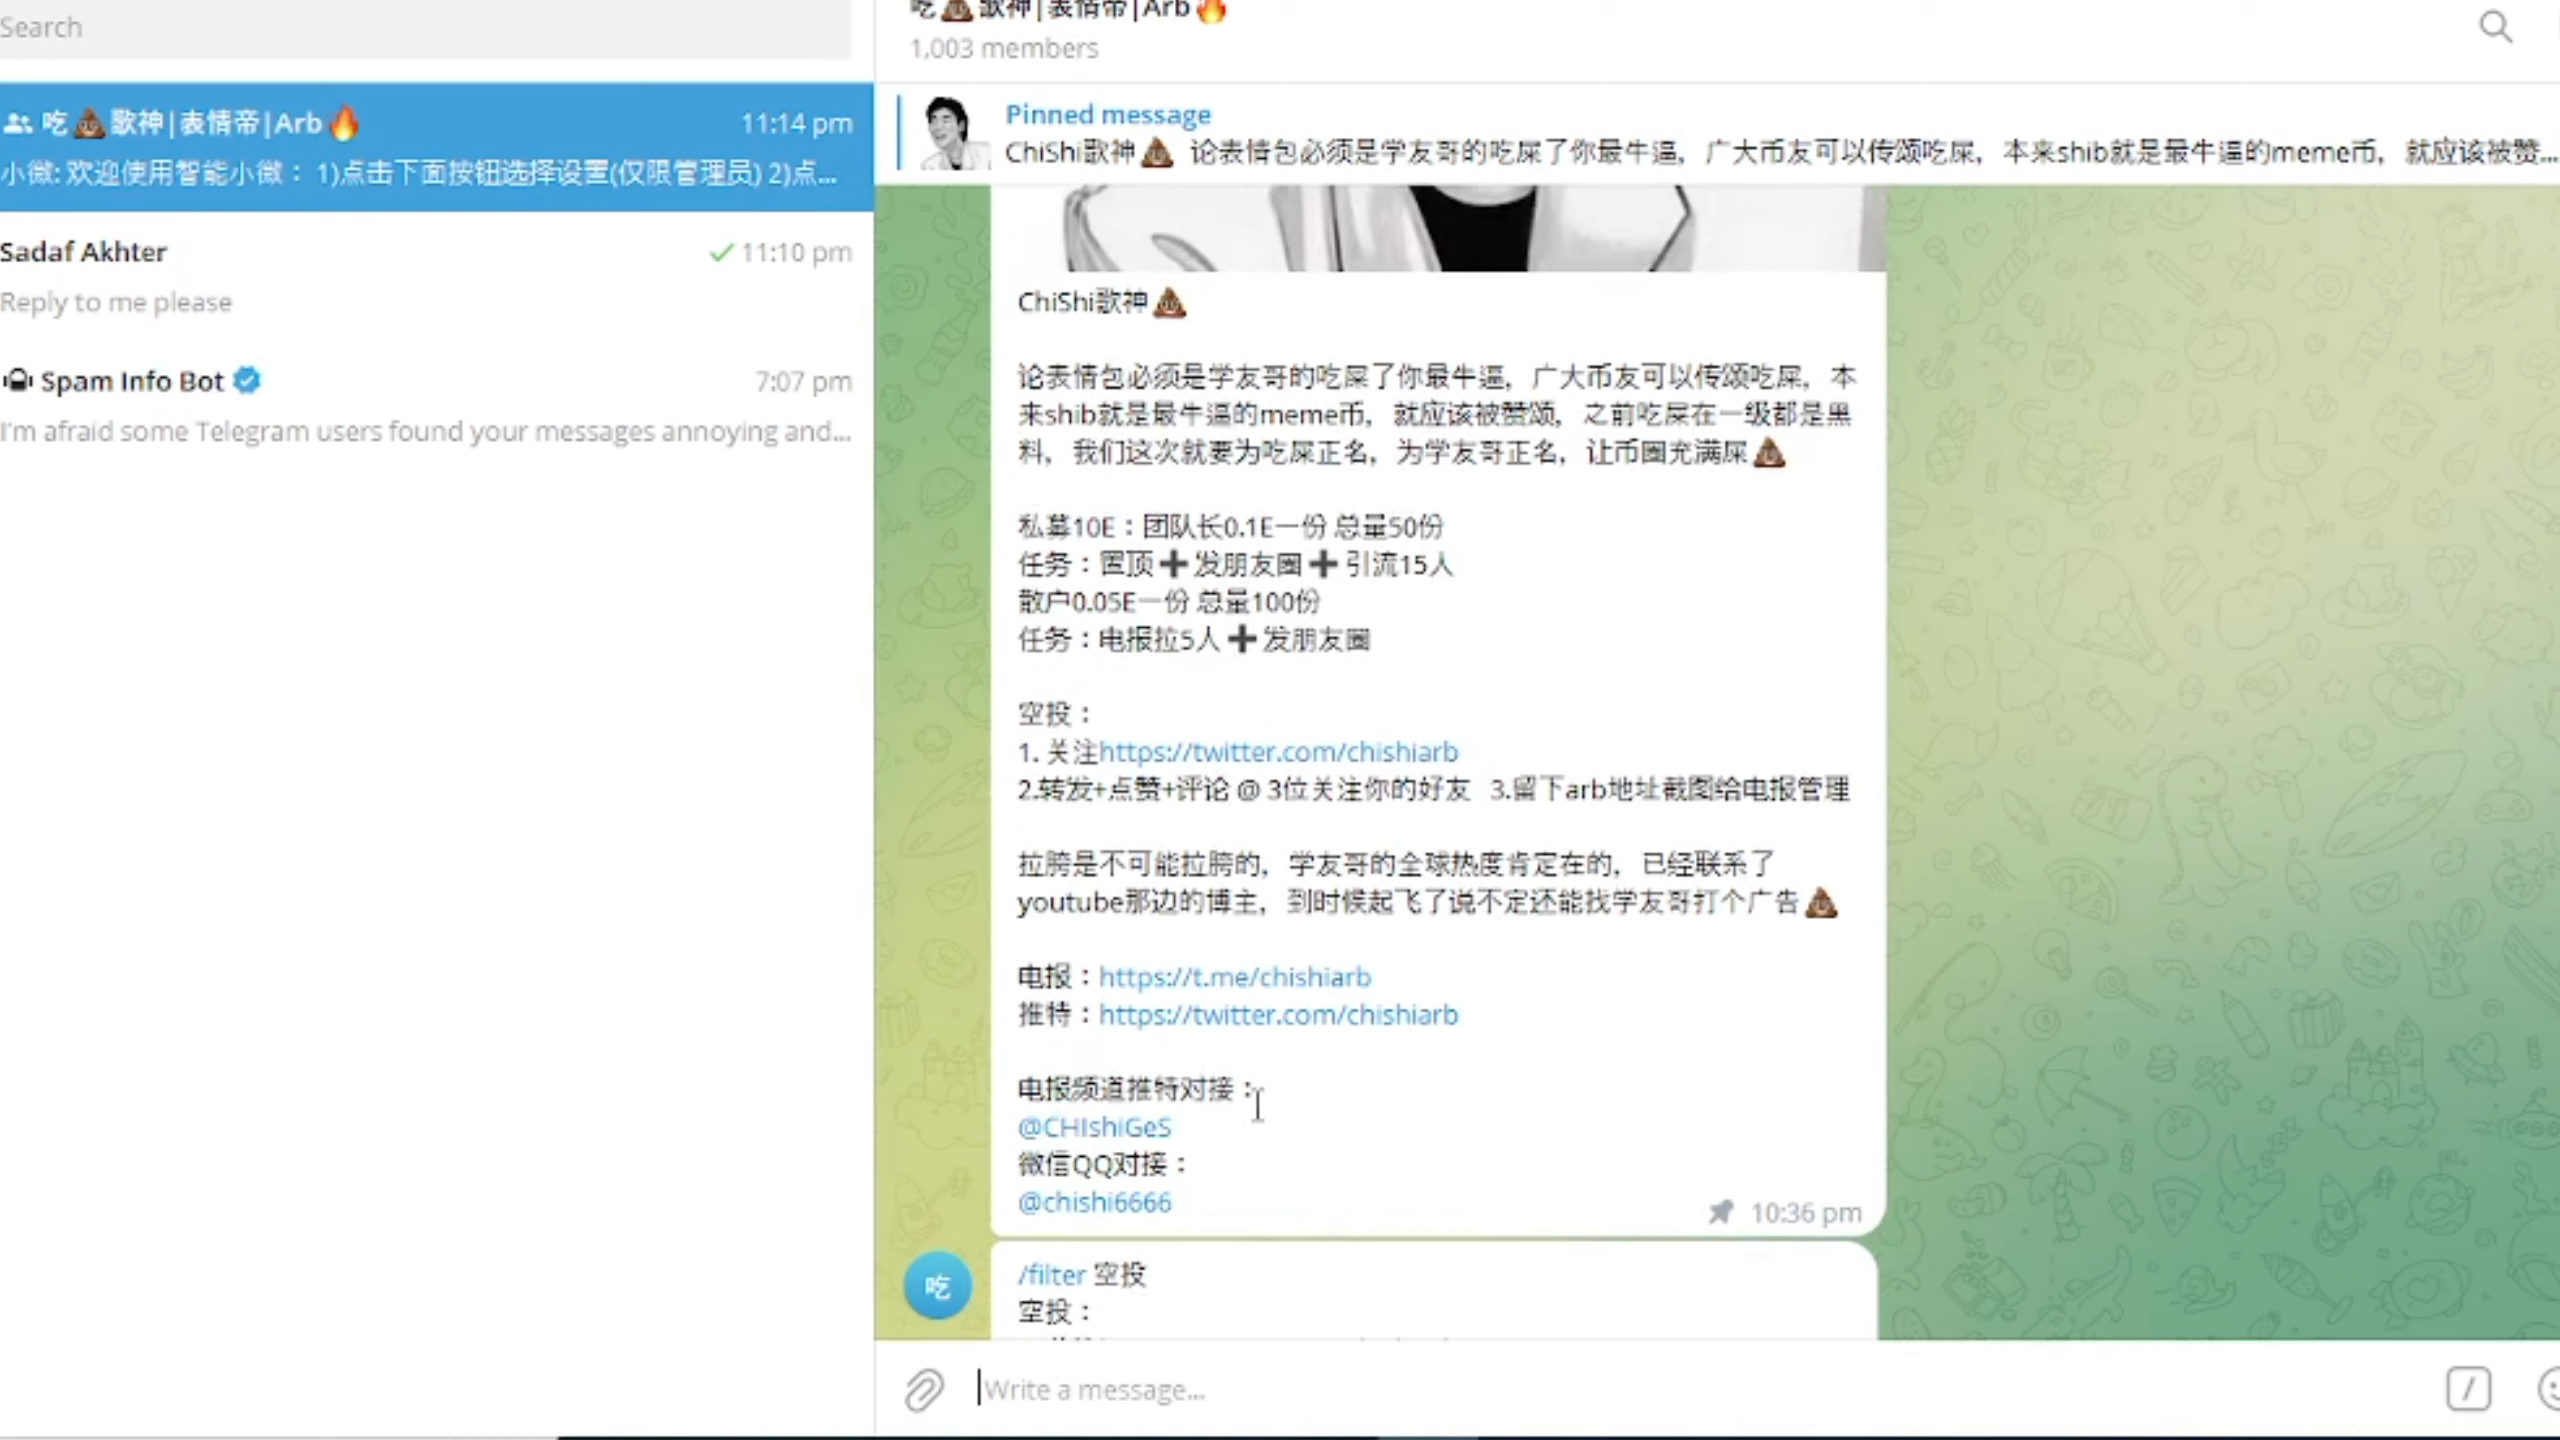 Search
吃💩歌神|表情帝|Arb🔥
11:14 pm
小微: 欢迎使用智能小微： 1)点击下面按钮选择设置(仅限管理员) 2)点...
Sadaf Akhter
11:10 pm
Reply to me please
Spam Info Bot
7:07 pm
I'm afraid some Telegram users found your messages annoying and...
吃💩歌神|表情帝|Arb🔥
1,003 members
Pinned message
ChiShi歌神💩 论表情包必须是学友哥的吃屎了你最牛逼，广大币友可以传颂吃屎，本来shib就是最牛逼的meme币，就应该被赞...
ChiShi歌神💩
论表情包必须是学友哥的吃屎了你最牛逼，广大币友可以传颂吃屎，本
来shib就是最牛逼的meme币，就应该被赞颂，之前吃屎在一级都是黑
料，我们这次就要为吃屎正名，为学友哥正名，让币圈充满屎💩
私募10E：团队长0.1E一份 总量50份
任务：置顶➕发朋友圈➕引流15人
散户0.05E一份 总量100份
任务：电报拉5人➕发朋友圈
空投：
1. 关注https://twitter.com/chishiarb
2.转发+点赞+评论 @ 3位关注你的好友 3.留下arb地址截图给电报管理
拉胯是不可能拉胯的，学友哥的全球热度肯定在的，已经联系了
youtube那边的博主，到时候起飞了说不定还能找学友哥打个广告💩
电报：https://t.me/chishiarb
推特：https://twitter.com/chishiarb
电报频道推特对接：
@CHIshiGeS
微信QQ对接：
@chishi6666
10:36 pm
吃
/filter 空投
空投：
Write a message...